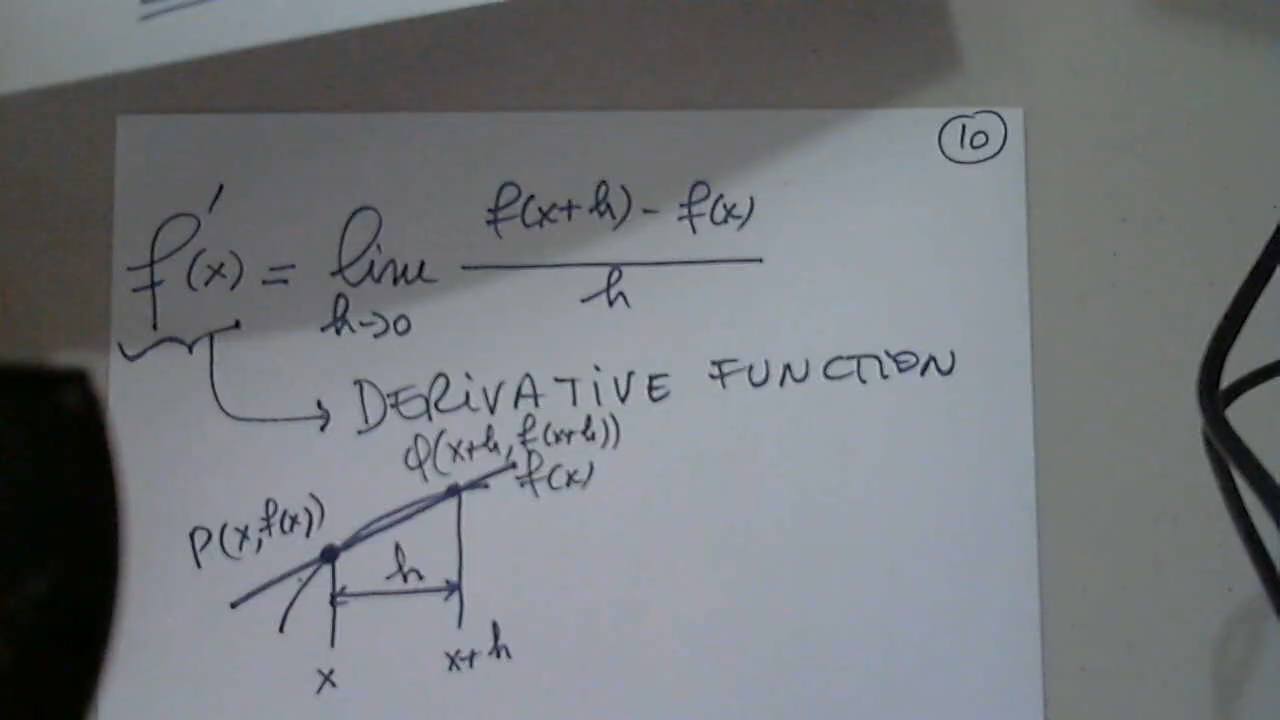 10
f'(x) = lim h→0 f(x+h) - f(x) / h
DERIVATIVE FUNCTION
Q(x+h, f(x+h))
f(x)
P(x, f(x))
h
x
x+h